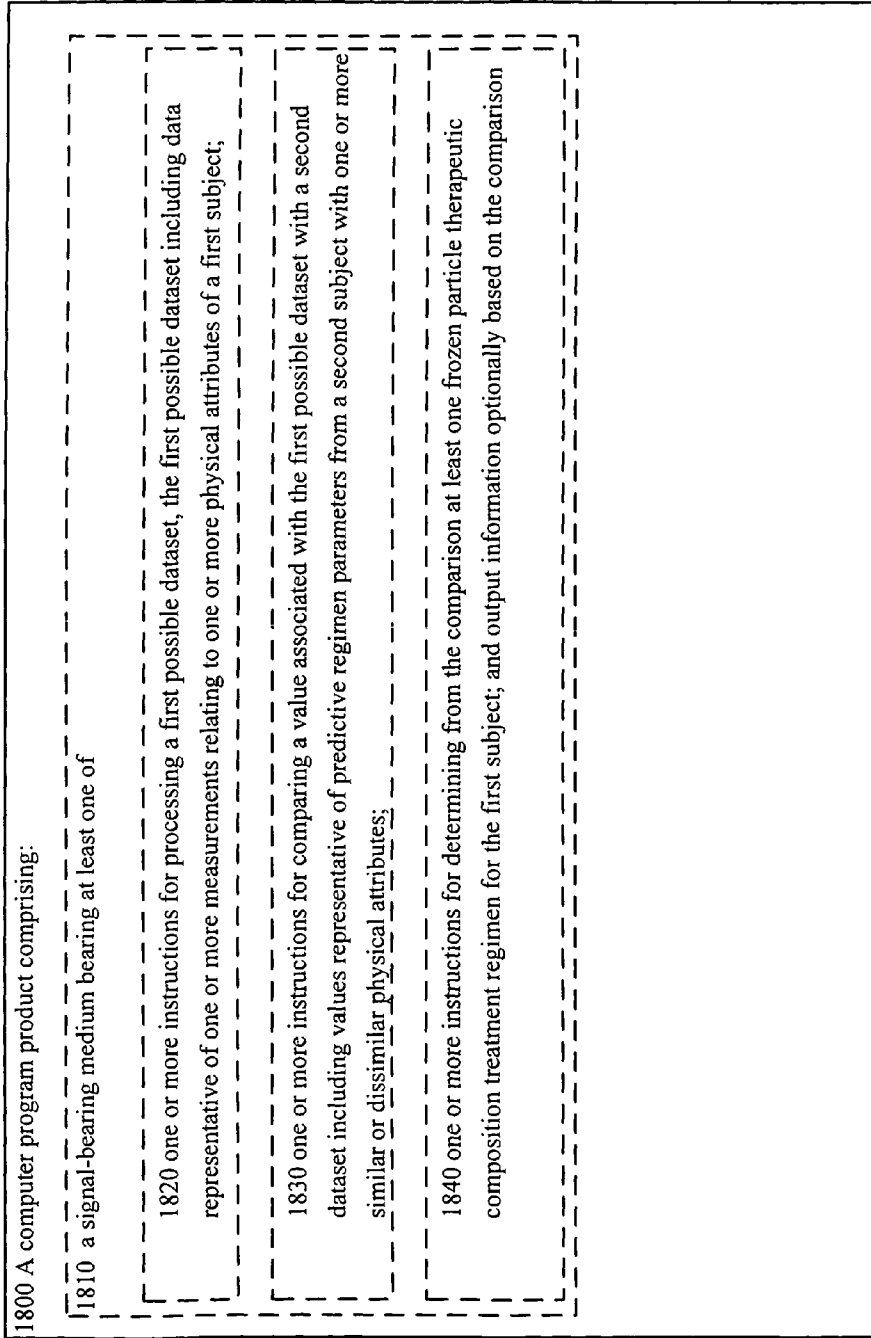 1800 A computer program product comprising:
1810 a signal-bearing medium bearing at least one of
1820 one or more instructions for processing a first possible dataset, the first possible dataset including data
representative of one or more measurements relating to one or more physical attributes of a first subject;
1830 one or more instructions for comparing a value associated with the first possible dataset with a second
dataset including values representative of predictive regimen parameters from a second subject with one or more
similar or dissimilar physical attributes;
1840 one or more instructions for determining from the comparison at least one frozen particle therapeutic
composition treatment regimen for the first subject; and output information optionally based on the comparison